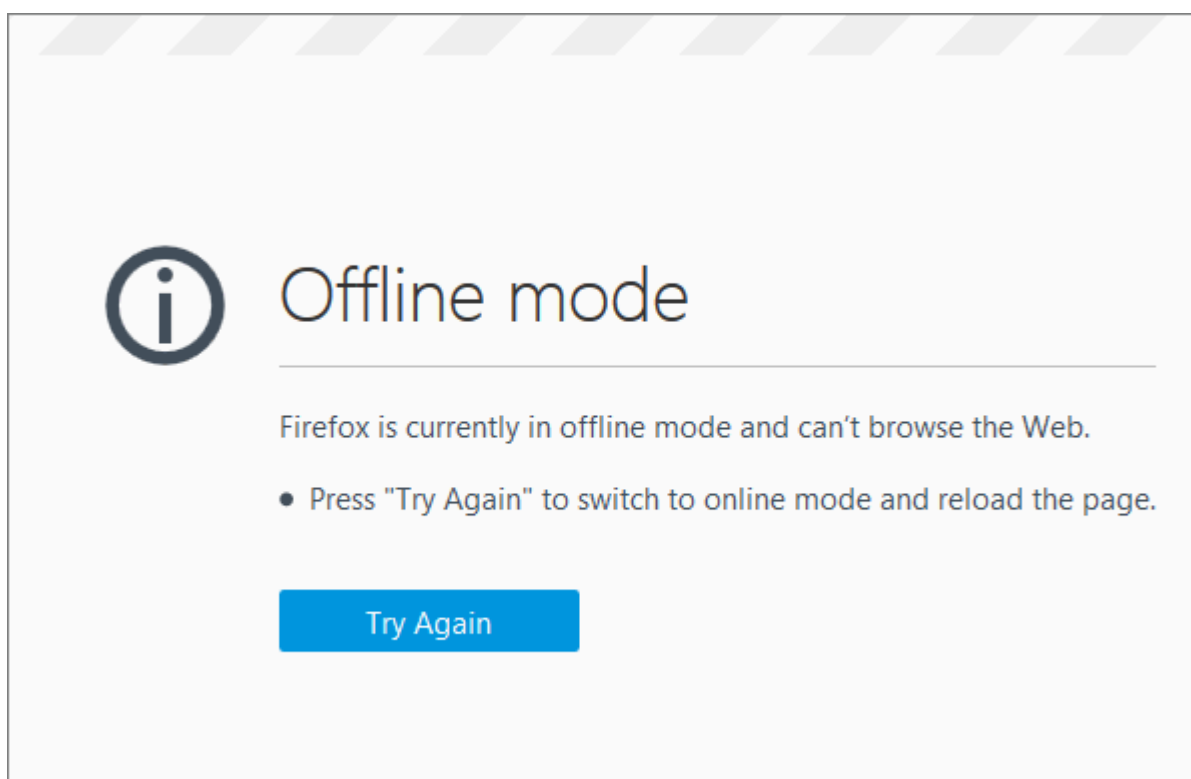 Offline mode
Firefox is currently in offline mode and can’t browse the Web.
• Press "Try Again" to switch to online mode and reload the page.
Try Again